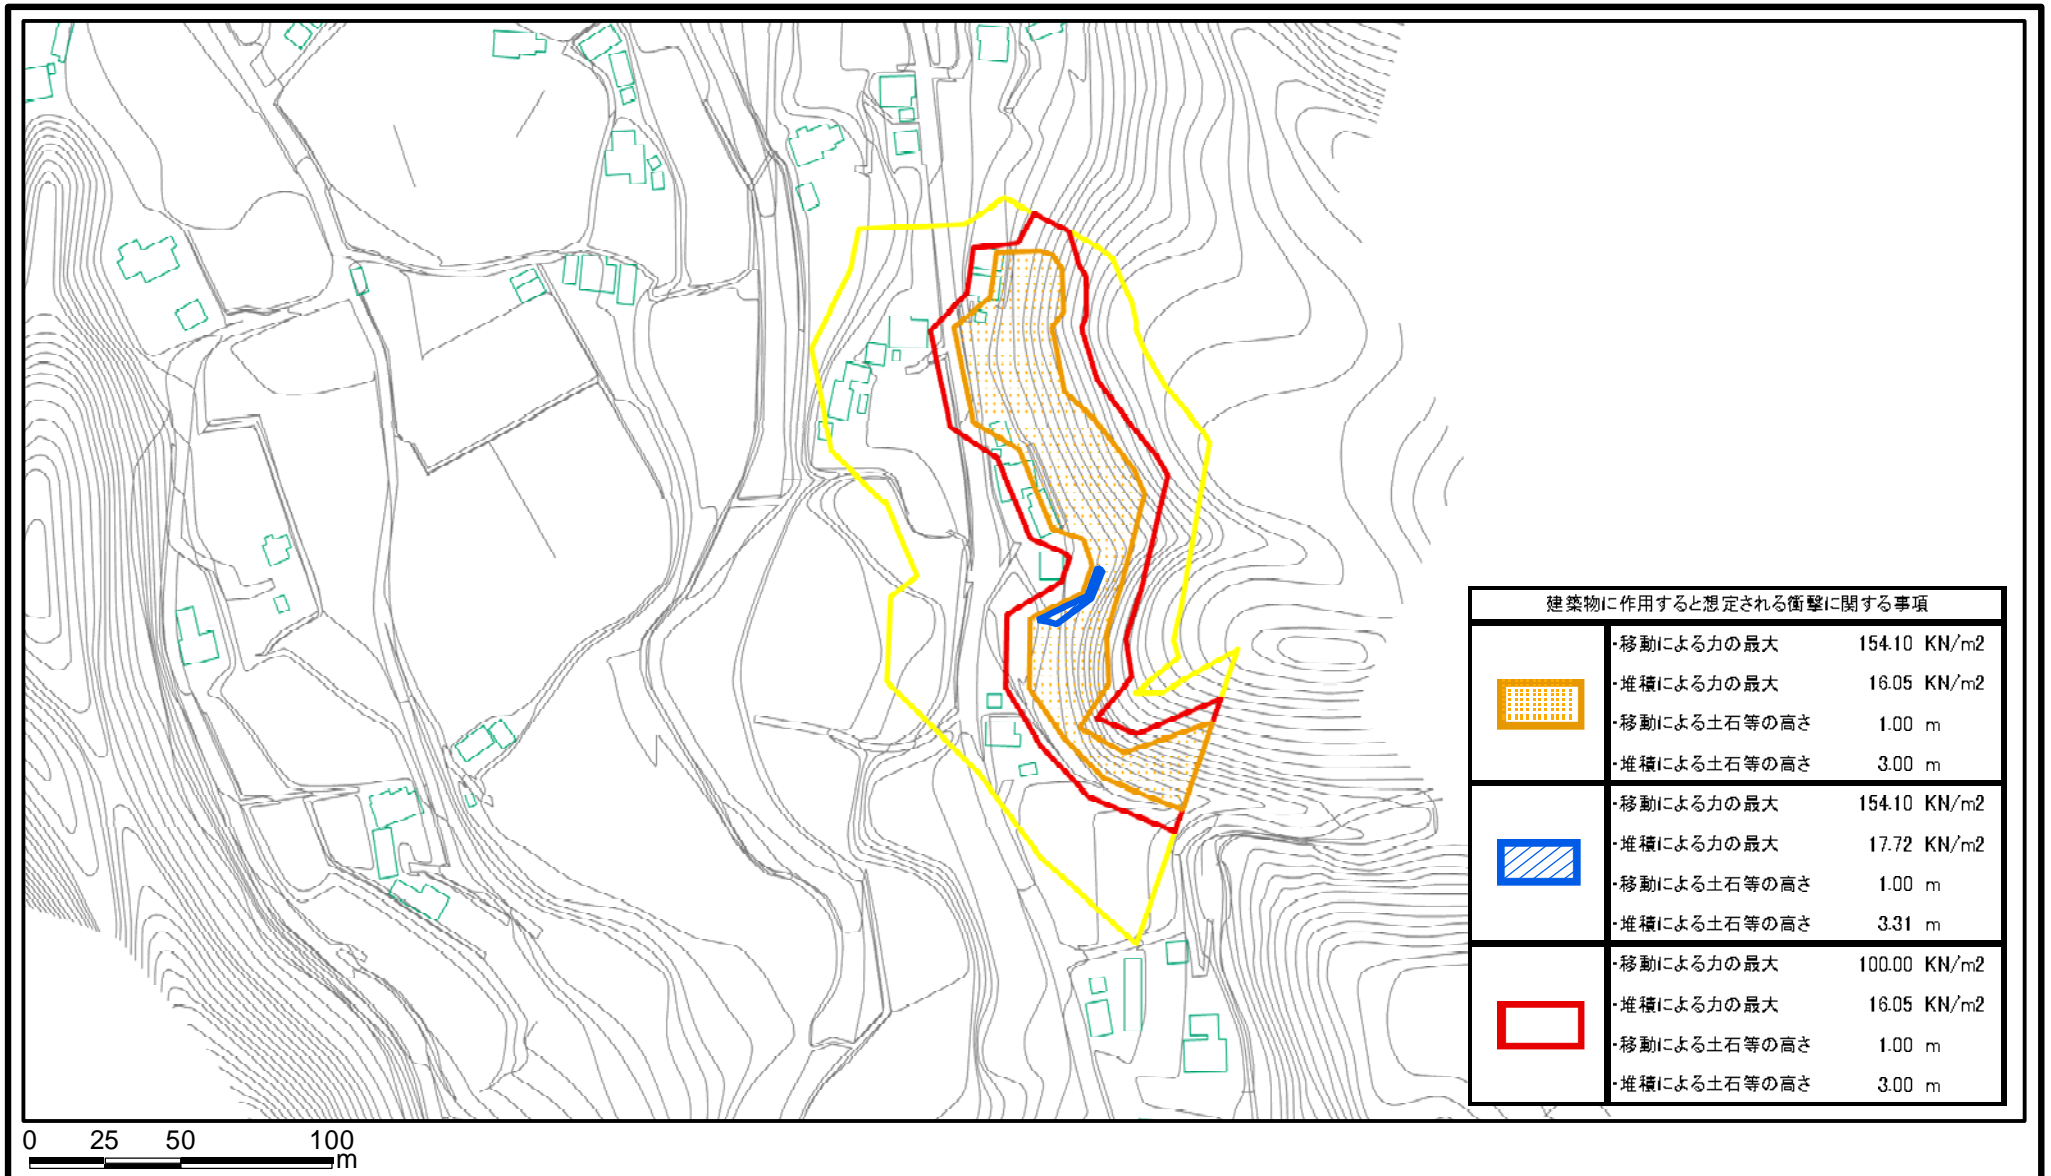 建築物に作用すると想定される衝撃に関する事項
・移動による力の最大 154.10 KN/m2
・堆積による力の最大 16.05 KN/m2
・移動による土石等の高さ 1.00 m
・堆積による土石等の高さ 3.00 m
・移動による力の最大 154.10 KN/m2
・堆積による力の最大 17.72 KN/m2
・移動による土石等の高さ 1.00 m
・堆積による土石等の高さ 3.31 m
・移動による力の最大 100.00 KN/m2
・堆積による力の最大 16.05 KN/m2
・移動による土石等の高さ 1.00 m
・堆積による土石等の高さ 3.00 m
0 25 50 100
m